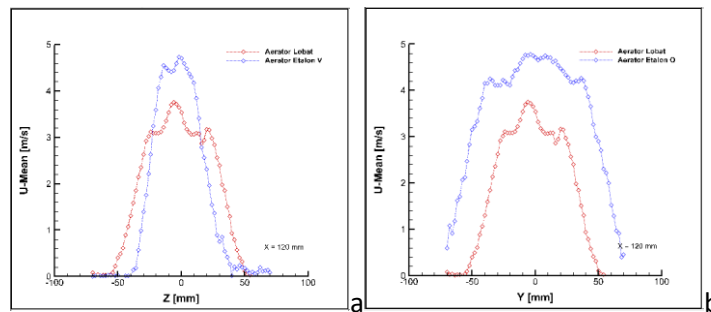 Aerator Lobat
Aerator Etalon V
U-Mean [m/s]
5
4
3
2
1
0
-100
-50
0
50
100
Z [mm]
X = 120 mm
a
Aerator Lobat
Aerator Etalon O
U-Mean [m/s]
5
4
3
2
1
0
-100
-50
0
50
100
Y [mm]
X - 120 mm
b